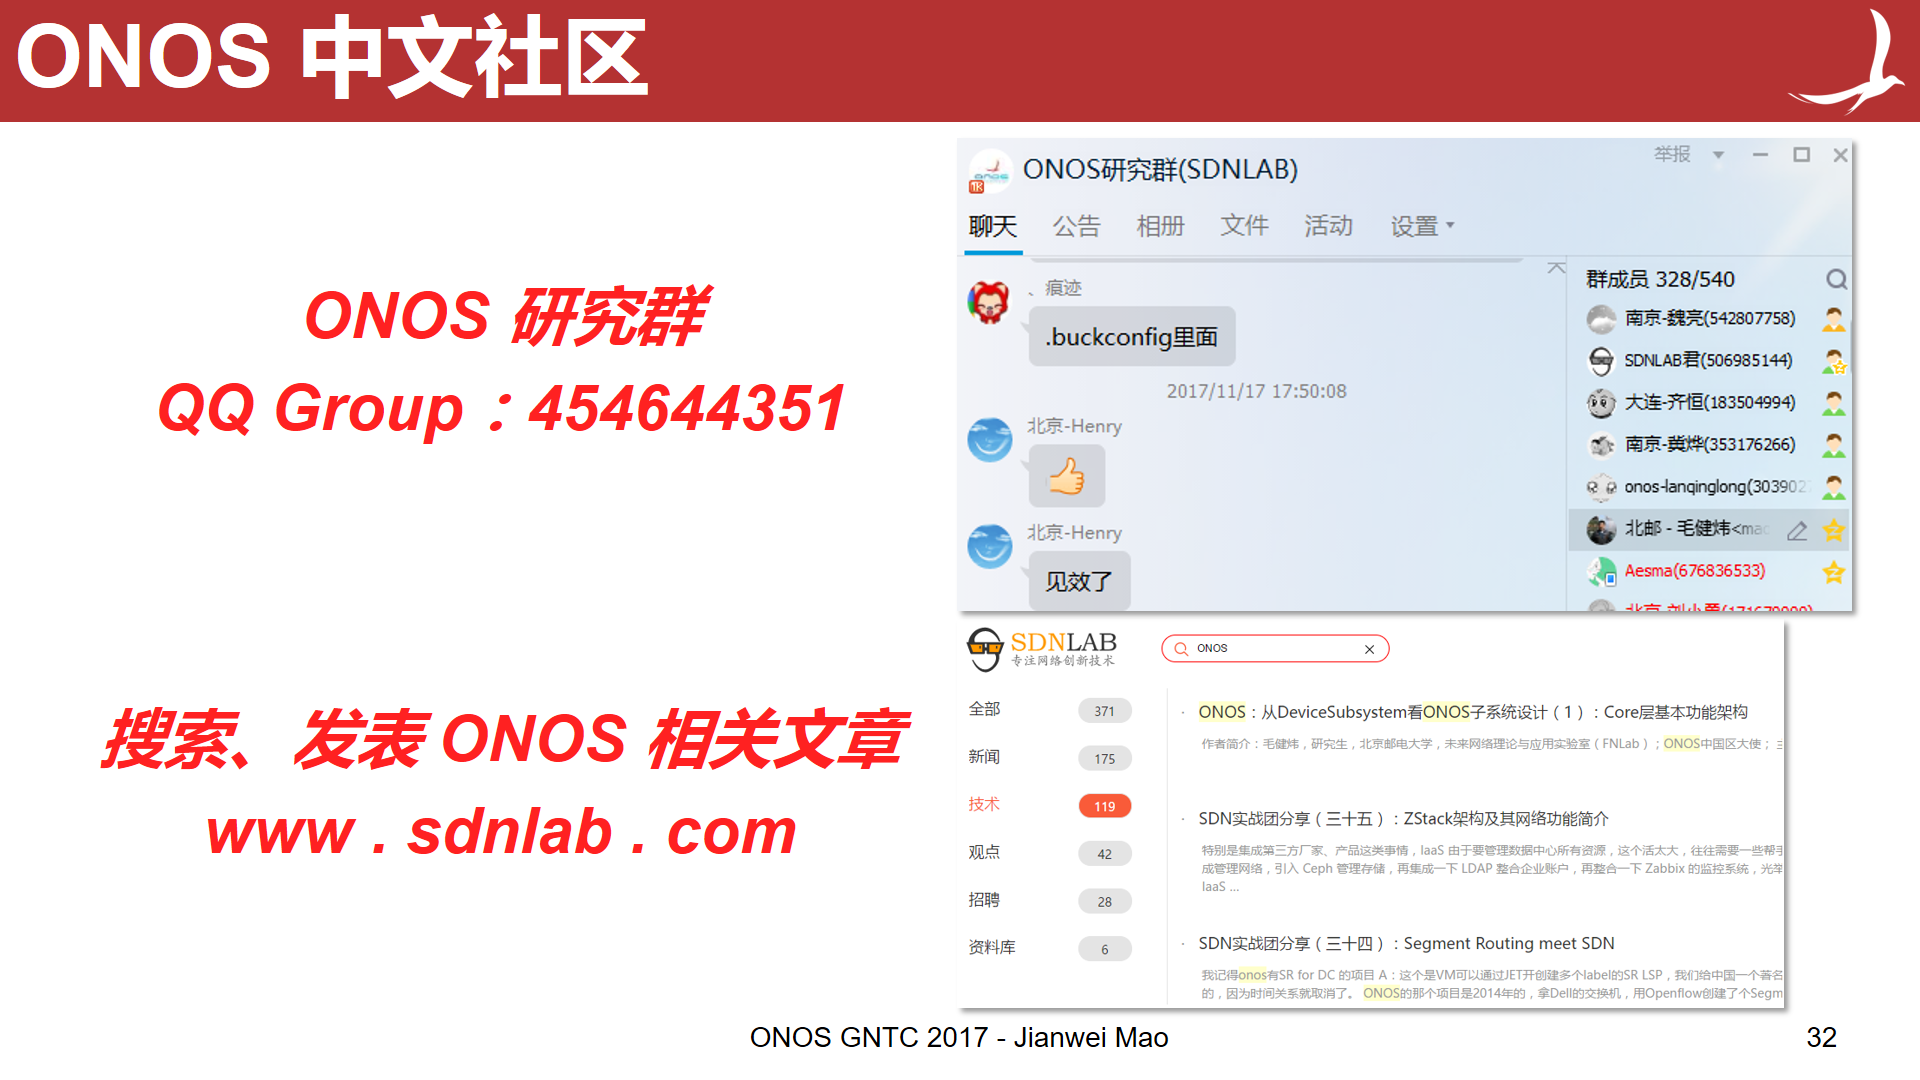 ONOS 中文社区
ONOS 研究群
QQ Group：454644351
搜索、发表 ONOS 相关文章
www . sdnlab . com
举报
ONOS研究群(SDNLAB)
1K
聊天 公告 相册 文件 活动 设置
、痕迹
.buckconfig里面
2017/11/17 17:50:08
北京-Henry
北京-Henry
见效了
群成员 328/540
南京-魏亮(542807758)
SDNLAB君(506985144)
大连-齐恒(183504994)
南京-龚烨(353176266)
onos-lanqinglong(303902
北邮 - 毛健炜<mao
Aesma(676836533)
SDNLAB
专注网络创新技术
ONOS
全部 371
新闻 175
技术 119
观点 42
招聘 28
资料库 6
ONOS：从DeviceSubsystem看ONOS子系统设计（1）：Core层基本功能架构
作者简介：毛健炜，研究生，北京邮电大学，未来网络理论与应用实验室（FNLab）；ONOS中国区大使；
SDN实战团分享（三十五）：ZStack架构及其网络功能简介
特别是集成第三方厂家、产品这类事情，IaaS 由于要管理数据中心所有资源，这个活太大，往往需要一些帮手
成管理网络，引入 Ceph 管理存储，再集成一下 LDAP 整合企业账户，再整合一下 Zabbix 的监控系统，光举
IaaS ...
SDN实战团分享（三十四）：Segment Routing meet SDN
我记得onos有SR for DC 的项目 A：这个是VM可以通过JET开创建多个label的SR LSP，我们给中国一个著名
的，因为时间关系就取消了。 ONOS的那个项目是2014年的，拿Dell的交换机，用Openflow创建了个Segm
ONOS GNTC 2017 - Jianwei Mao
32